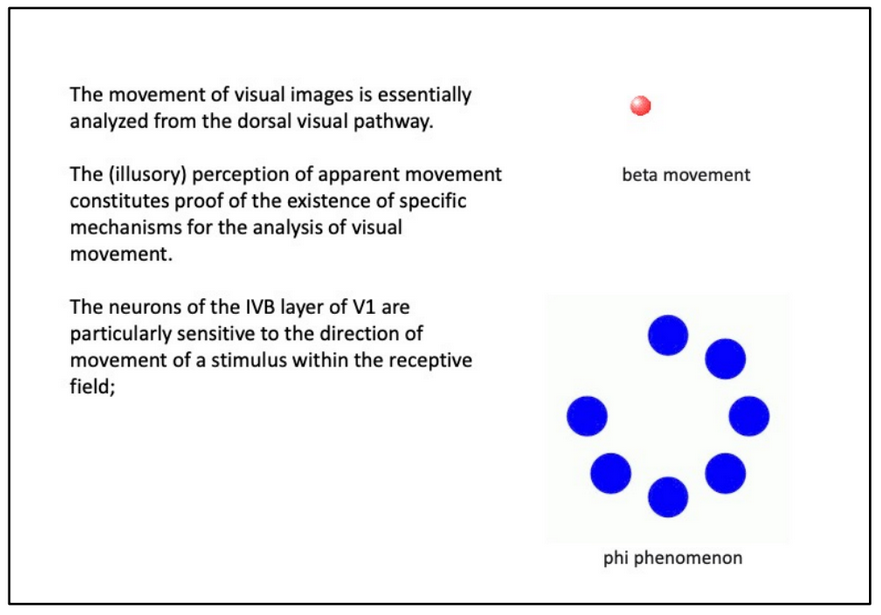 The movement of visual images is essentially
analyzed from the dorsal visual pathway.
The (illusory) perception of apparent movement
constitutes proof of the existence of specific
mechanisms for the analysis of visual
movement.
The neurons of the IVB layer of V1 are
particularly sensitive to the direction of
movement of a stimulus within the receptive
field;
beta movement
phi phenomenon